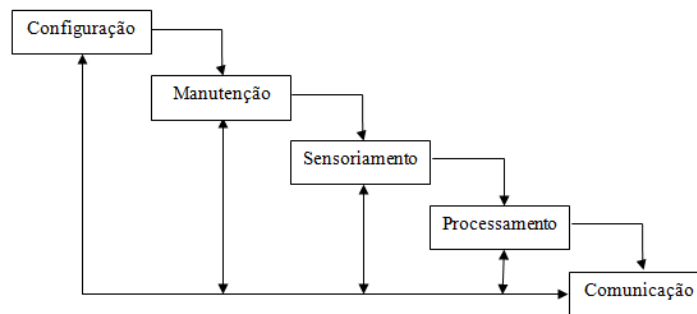 Configuração
Manutenção
Sensoriamento
Processamento
Comunicação